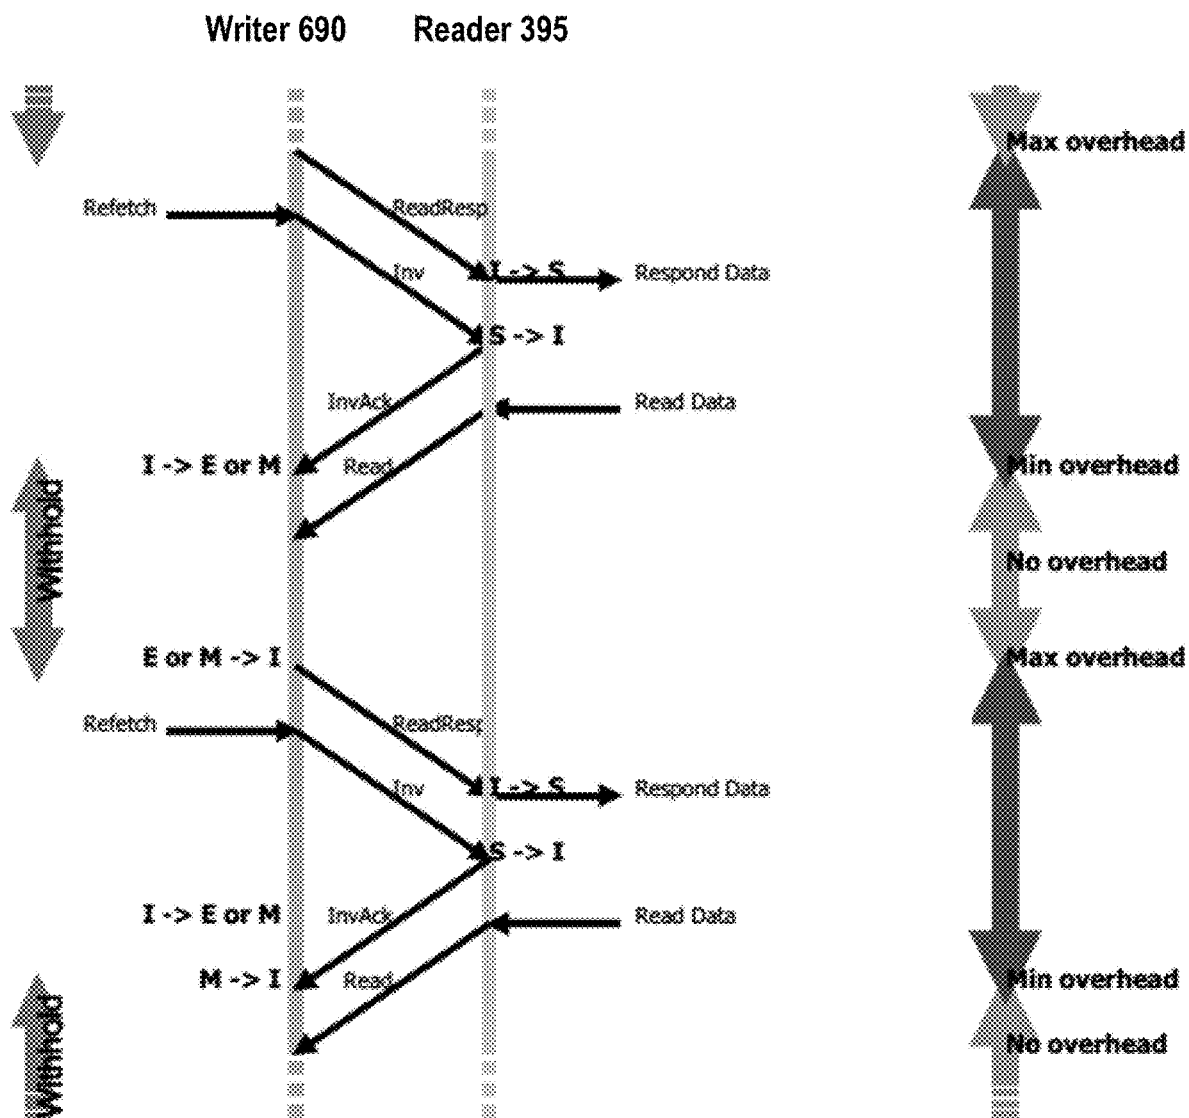 Writer 690 Reader 395
Max overhead
Refetch ReadResp
Inv I -> S Respond Data
S -> I
InvAck Read Data
I -> E or M Read Min overhead
Withhold
No overhead
E or M -> I Max overhead
Refetch ReadResp
Inv I -> S Respond Data
S -> I
I -> E or M InvAck Read Data
M -> I Read Min overhead
Withhold
No overhead